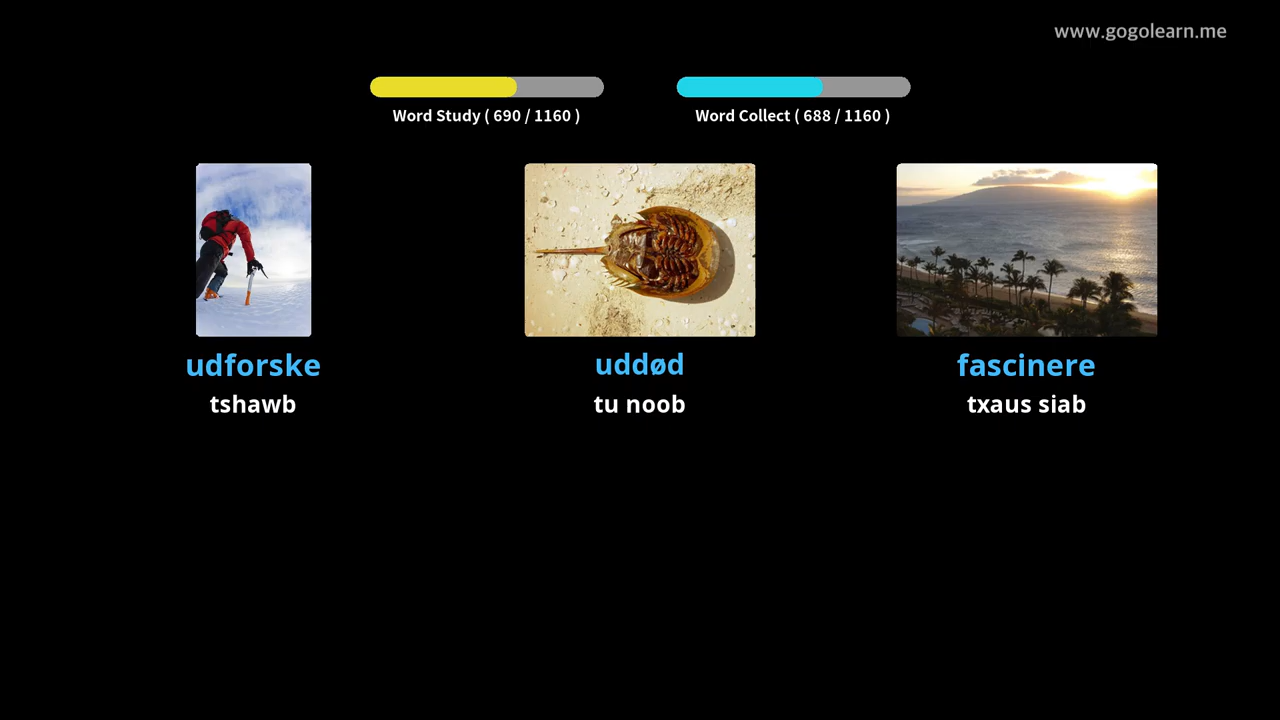 www.gogolearn.me
Word Study ( 690 / 1160 )
Word Collect ( 688 / 1160 )
udforske
uddød
fascinere
tshawb
tu noob
txaus siab